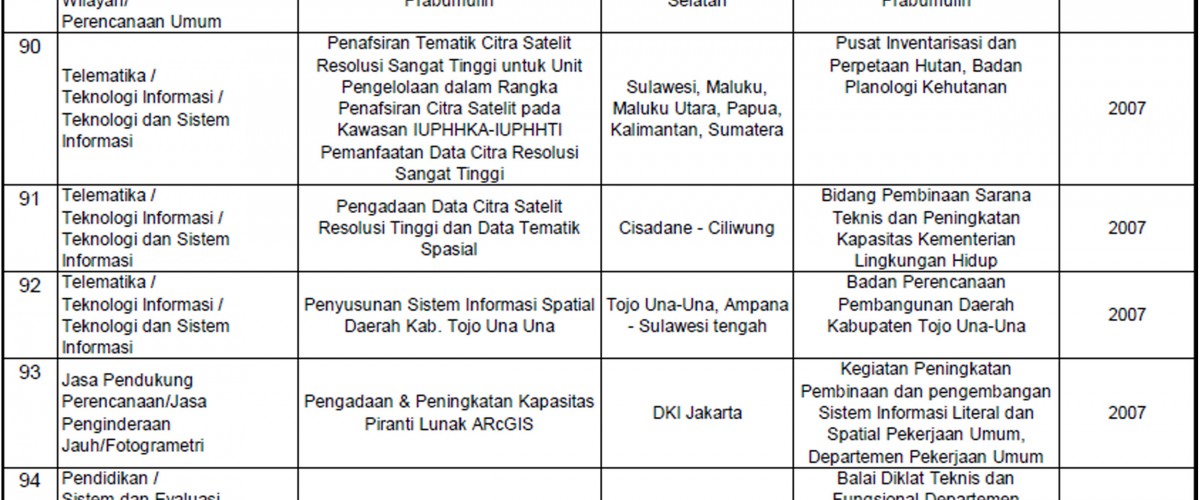 Wilayah/
Perencanaan Umum
Prabumulih
Selatan
Prabumulih
90
Telematika /
Teknologi Informasi /
Teknologi dan Sistem
Informasi
Penafsiran Tematik Citra Satelit
Resolusi Sangat Tinggi untuk Unit
Pengelolaan dalam Rangka
Penafsiran Citra Satelit pada
Kawasan IUPHHKA-IUPHHTI
Pemanfaatan Data Citra Resolusi
Sangat Tinggi
Sulawesi, Maluku,
Maluku Utara, Papua,
Kalimantan, Sumatera
Pusat Inventarisasi dan
Perpetaan Hutan, Badan
Planologi Kehutanan
2007
91
Telematika /
Teknologi Informasi /
Teknologi dan Sistem
Informasi
Pengadaan Data Citra Satelit
Resolusi Tinggi dan Data Tematik
Spasial
Cisadane - Ciliwung
Bidang Pembinaan Sarana
Teknis dan Peningkatan
Kapasitas Kementerian
Lingkungan Hidup
2007
92
Telematika /
Teknologi Informasi /
Teknologi dan Sistem
Informasi
Penyusunan Sistem Informasi Spatial
Daerah Kab. Tojo Una Una
Tojo Una-Una, Ampana
- Sulawesi tengah
Badan Perencanaan
Pembangunan Daerah
Kabupaten Tojo Una-Una
2007
93
Jasa Pendukung
Perencanaan/Jasa
Penginderaan
Jauh/Fotogrametri
Pengadaan & Peningkatan Kapasitas
Piranti Lunak ARcGIS
DKI Jakarta
Kegiatan Peningkatan
Pembinaan dan pengembangan
Sistem Informasi Literal dan
Spatial Pekerjaan Umum,
Departemen Pekerjaan Umum
2007
94
Pendidikan /
Sistem dan Evaluasi
Balai Diklat Teknis dan
Fungsional Departemen